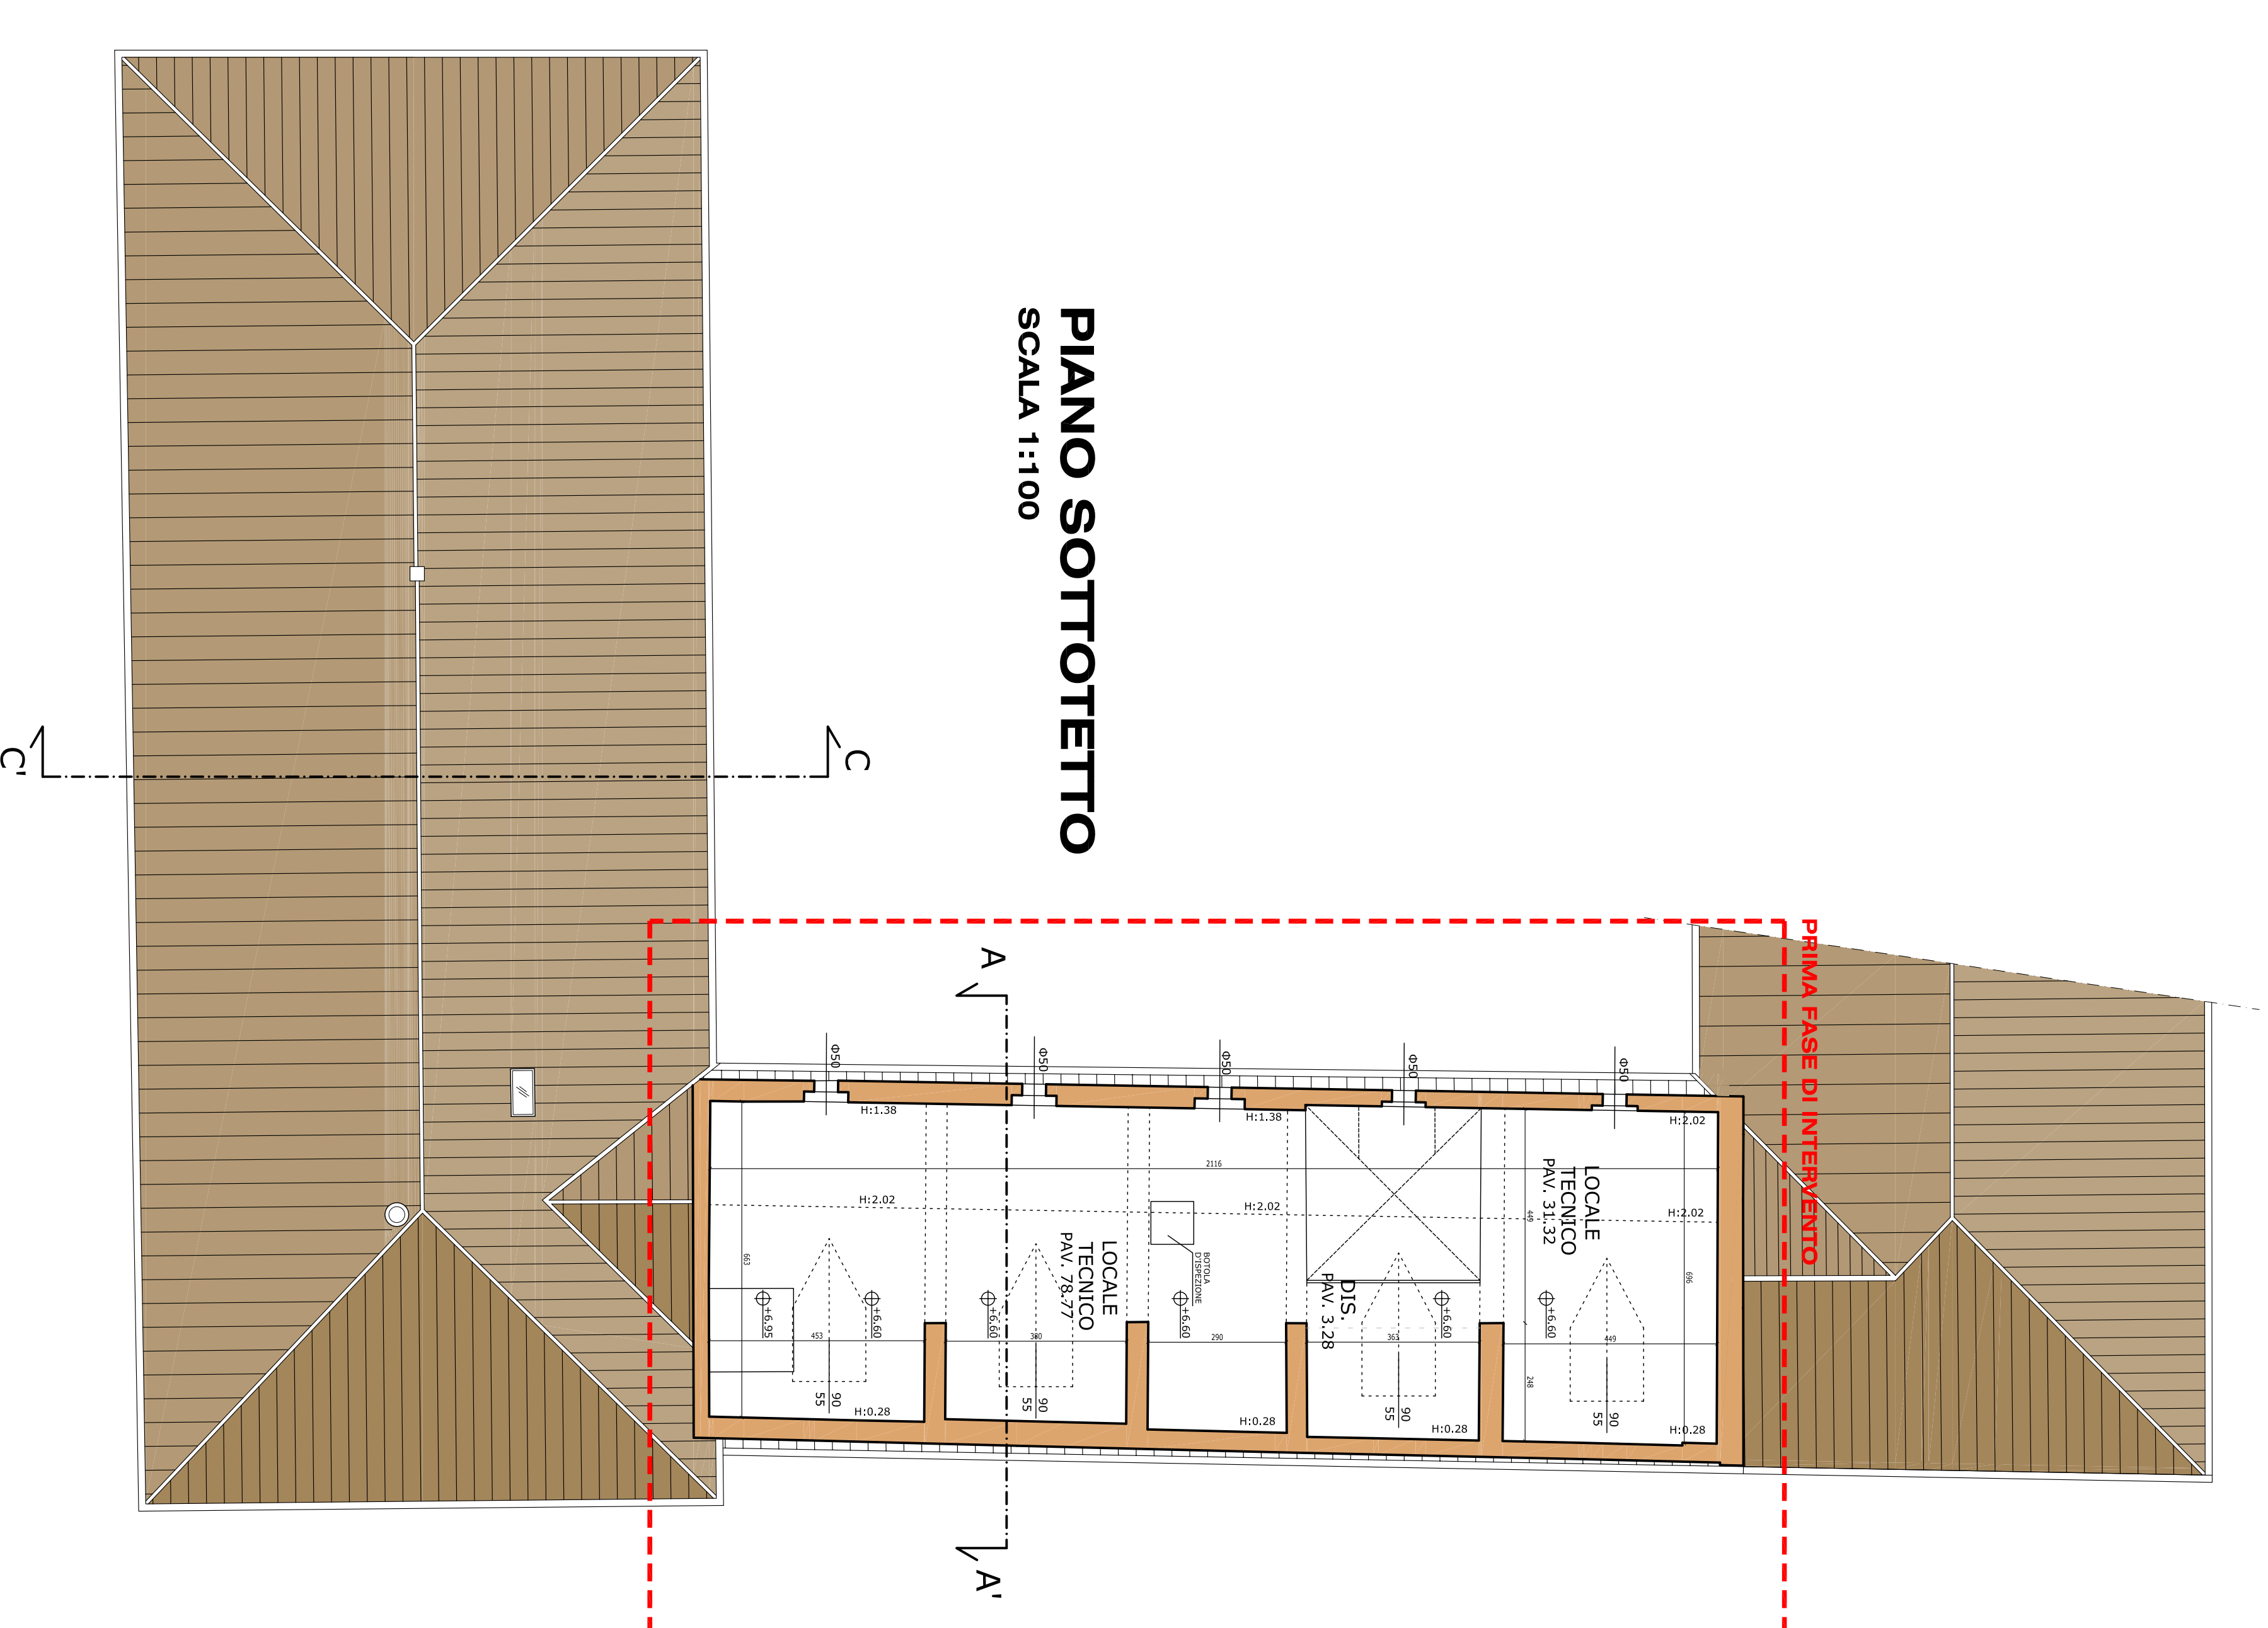 PIANO SOTTOTETTO
SCALA 1:100
PRIMA FASE DI INTERVENTO
C
C'
A
A'
Φ50
Φ50
Φ50
Φ50
Φ50
H:1.38
H:1.38
H:2.02
2116
H:2.02
H:2.02
H:2.02
LOCALE
TECNICO
PAV. 31.32
LOCALE
TECNICO
PAV. 78.77
DIS.
PAV. 3.28
BOTOLA
D'ISPEZIONE
663
449
696
248
+6.95
+6.60
+6.60
+6.60
+6.60
+6.60
453
380
290
363
449
90
55
90
55
90
55
90
55
H:0.28
H:0.28
H:0.28
H:0.28